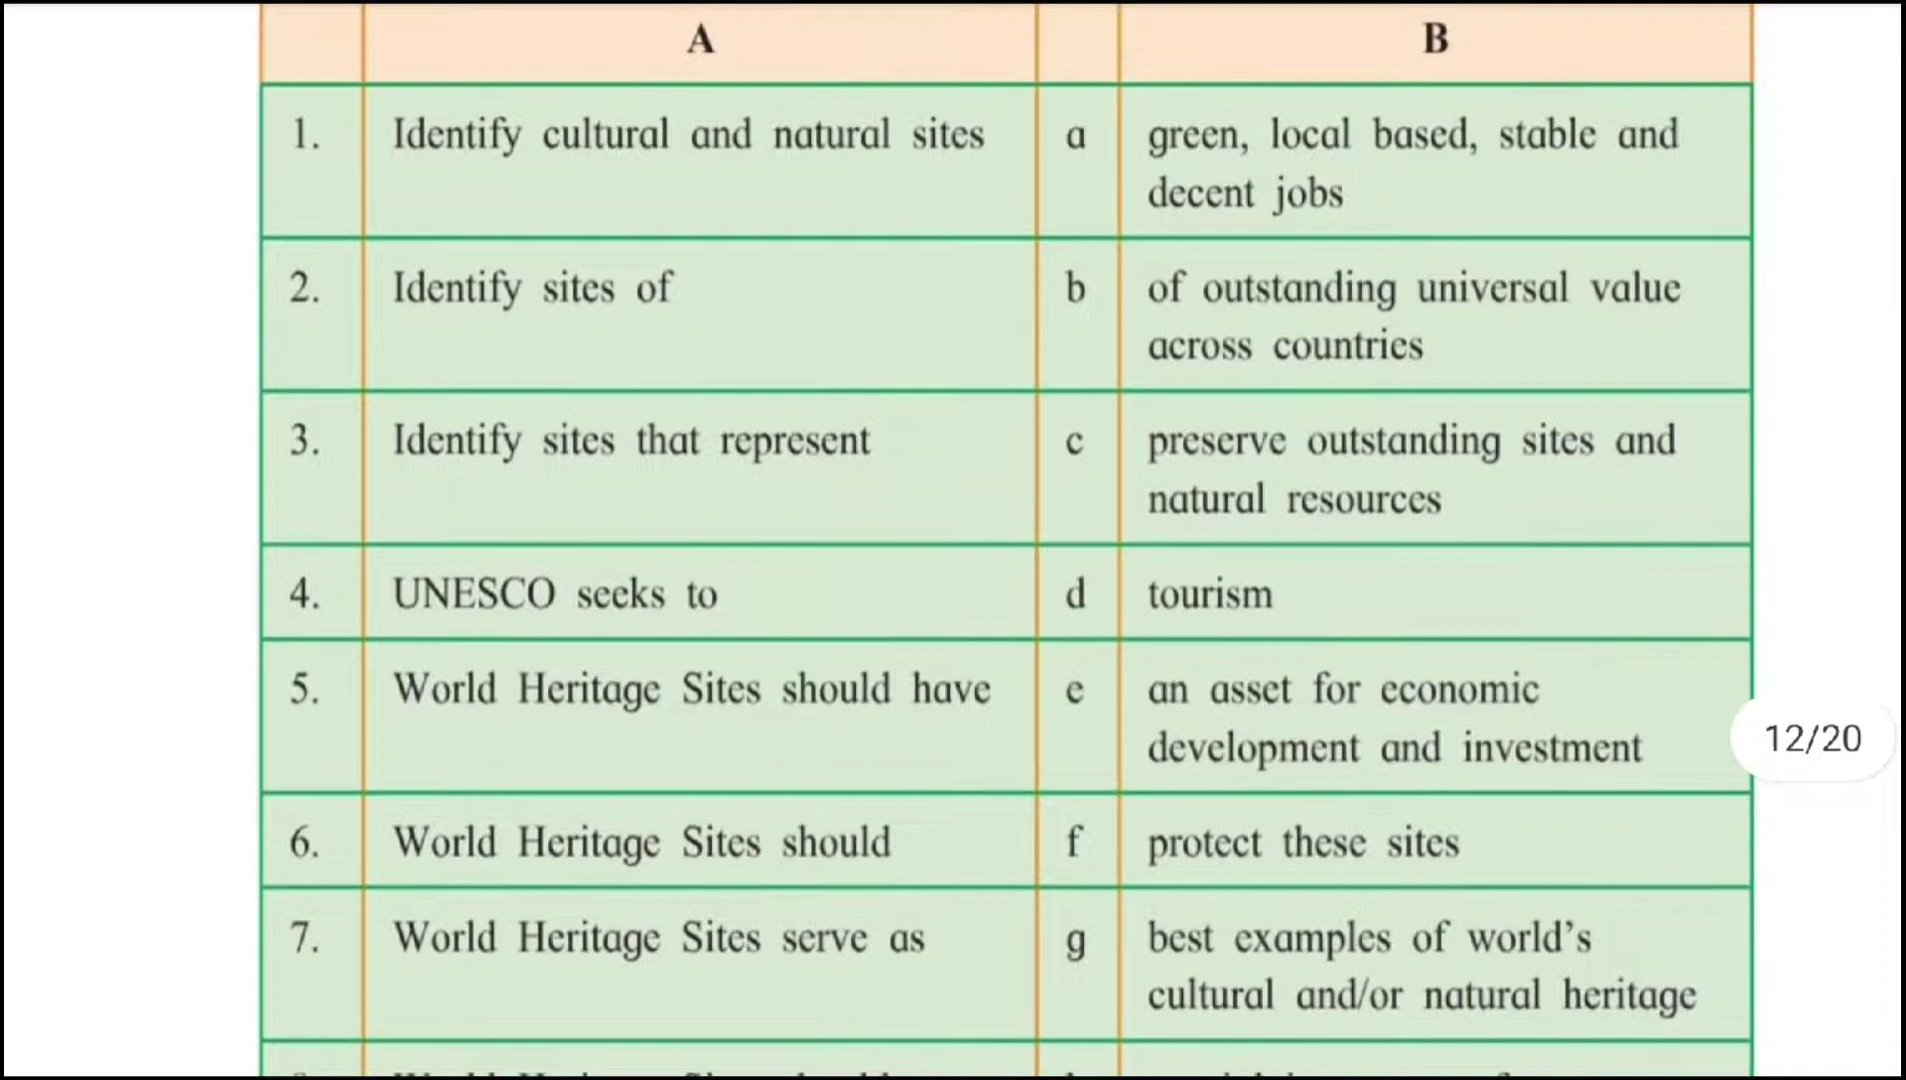 A B
1. Identify cultural and natural sites a green, local based, stable and
decent jobs
2. Identify sites of b of outstanding universal value
across countries
3. Identify sites that represent c preserve outstanding sites and
natural resources
4. UNESCO seeks to d tourism
5. World Heritage Sites should have e an asset for economic
development and investment
12/20
6. World Heritage Sites should f protect these sites
7. World Heritage Sites serve as g best examples of world's
cultural and/or natural heritage